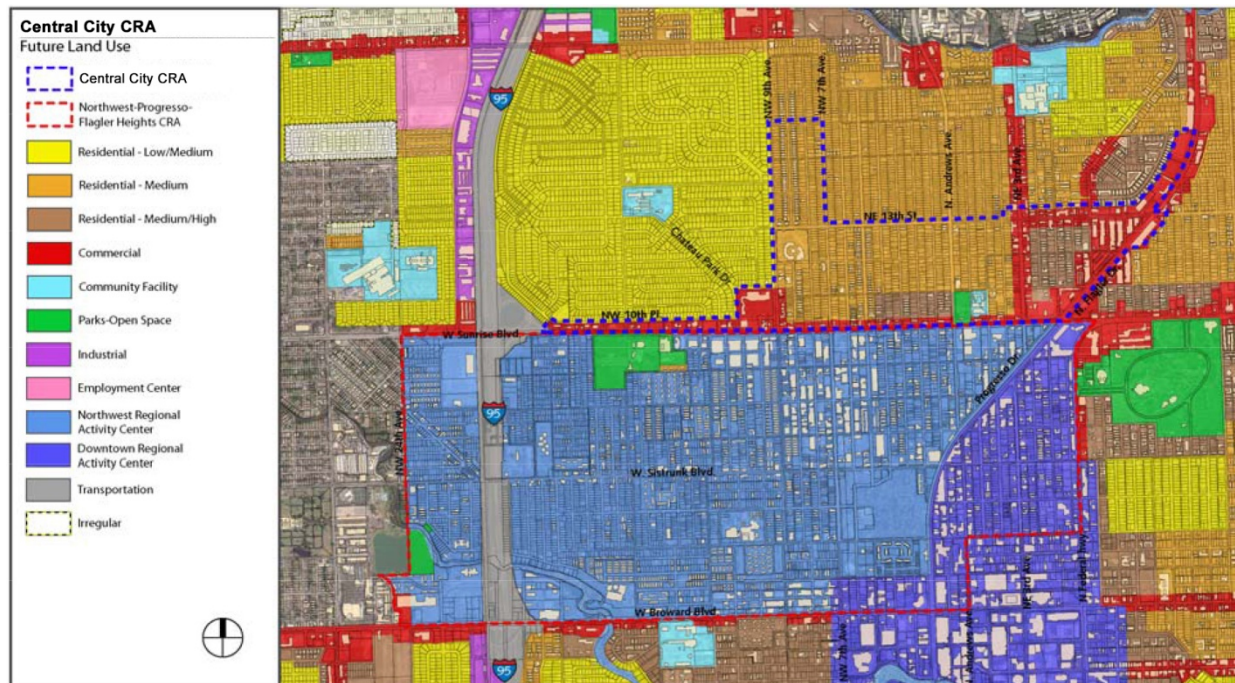 Central City CRA
Future Land Use
Central City CRA
Northwest-Progresso-
Flagler Heights CRA
Residential - Low/Medium
Residential - Medium
Residential - Medium/High
Commercial
Community Facility
Parks-Open Space
Industrial
Employment Center
Northwest Regional
Activity Center
Downtown Regional
Activity Center
Transportation
Irregular
95
NW 9th Ave.
NW 7th Ave.
N. Andrews Ave.
NE 3rd Ave.
NE 13th St.
Chateau Park Dr.
N. Flagler Dr.
NW 10th Pl.
W Sunrise Blvd.
Progresso Dr.
95
NW 24th Ave.
W. Sistrunk Blvd.
NE 3rd Ave.
N Federal Hwy.
W Broward Blvd.
NW 7th Ave
N Andrews Ave
95